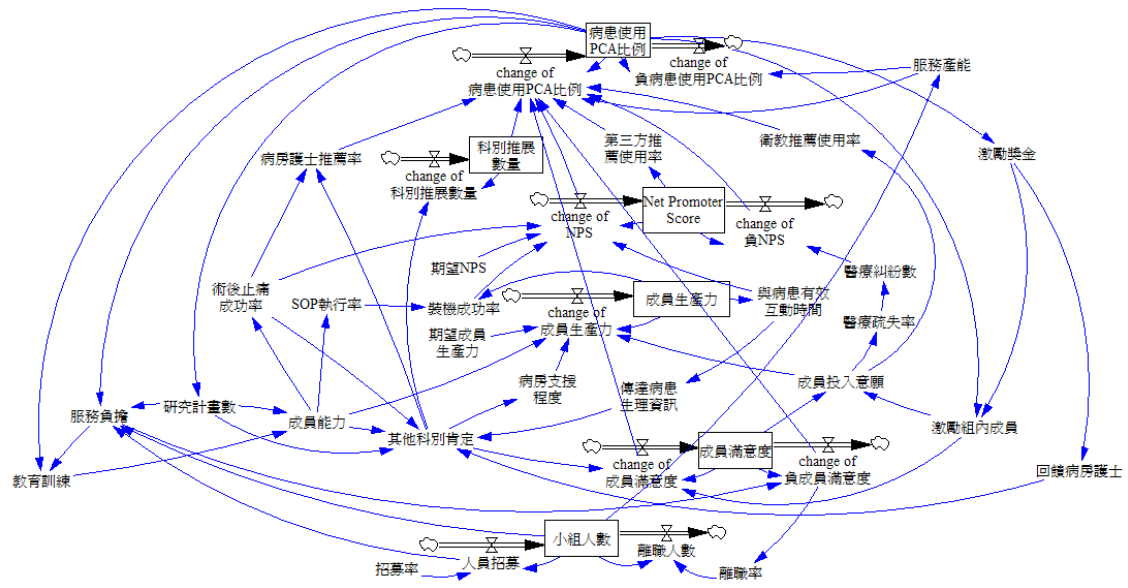 病患使用
PCA比例
change of
病患使用PCA比例
change of
負病患使用PCA比例
服務產能
病房護士推薦率
科別推展
數量
change of
科別推展數量
第三方推
薦使用率
衛教推薦使用率
激勵獎金
change of
NPS
Net Promoter
Score
change of
負NPS
期望NPS
醫療糾紛數
術後止痛
成功率
SOP執行率
裝機成功率
成員生產力
change of
成員生產力
與病患有效
互動時間
期望成員
生產力
醫療疏失率
病房支援
程度
傳達病患
生理資訊
成員投入意願
服務負擔
研究計畫數
成員能力
其他科別肯定
激勵組內成員
教育訓練
change of
成員滿意度
成員滿意度
change of
負成員滿意度
回饋病房護士
小組人數
招募率
人員招募
離職人數
離職率